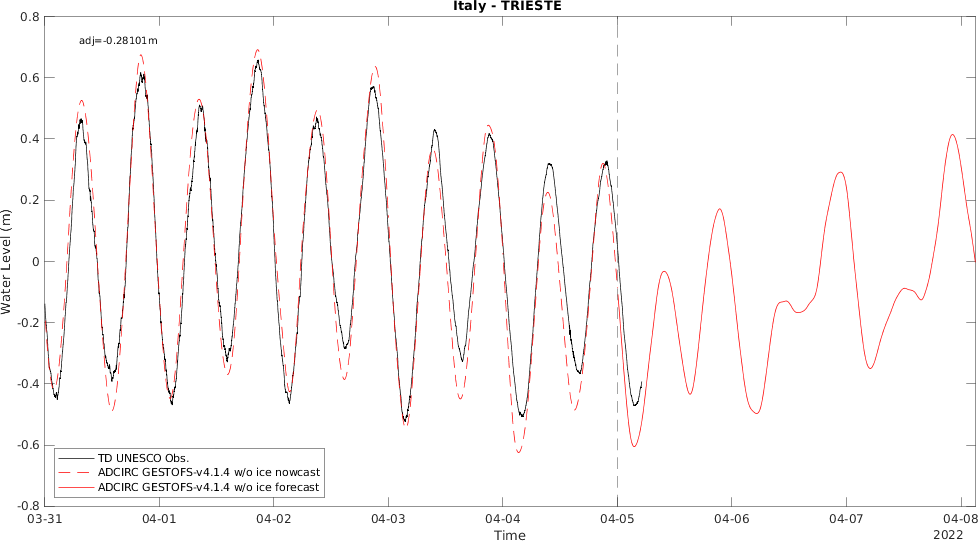 Italy - TRIESTE
adj=-0.28101m
0.8
0.6
0.4
0.2
0
-0.2
-0.4
-0.6
-0.8
Water Level (m)
TD UNESCO Obs.
ADCIRC GESTOFS-v4.1.4 w/o ice nowcast
ADCIRC GESTOFS-v4.1.4 w/o ice forecast
03-31 04-01 04-02 04-03 04-04 04-05 04-06 04-07 04-08
Time
2022